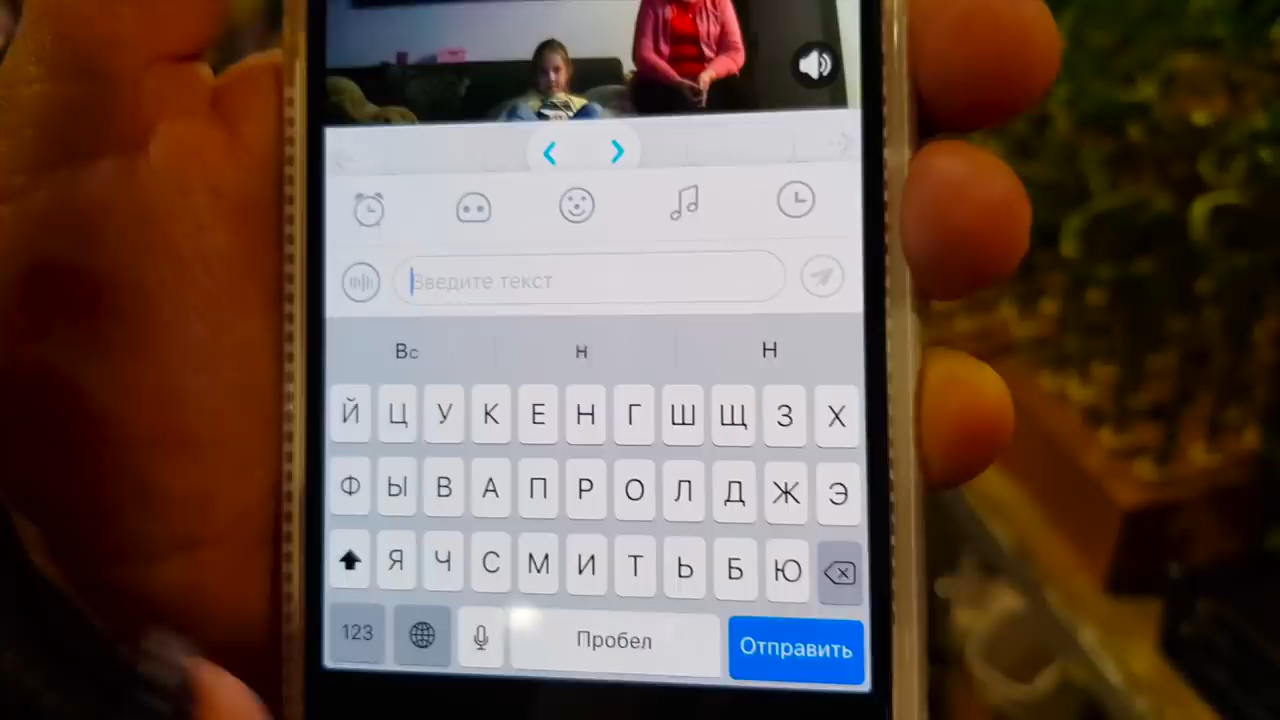 Введите текст
Вс н Н
Й Ц У К Е Н Г Ш Щ З Х
Ф Ы В А П Р О Л Д Ж Э
Я Ч С М И Т Ь Б Ю
123 Пробел Отправить